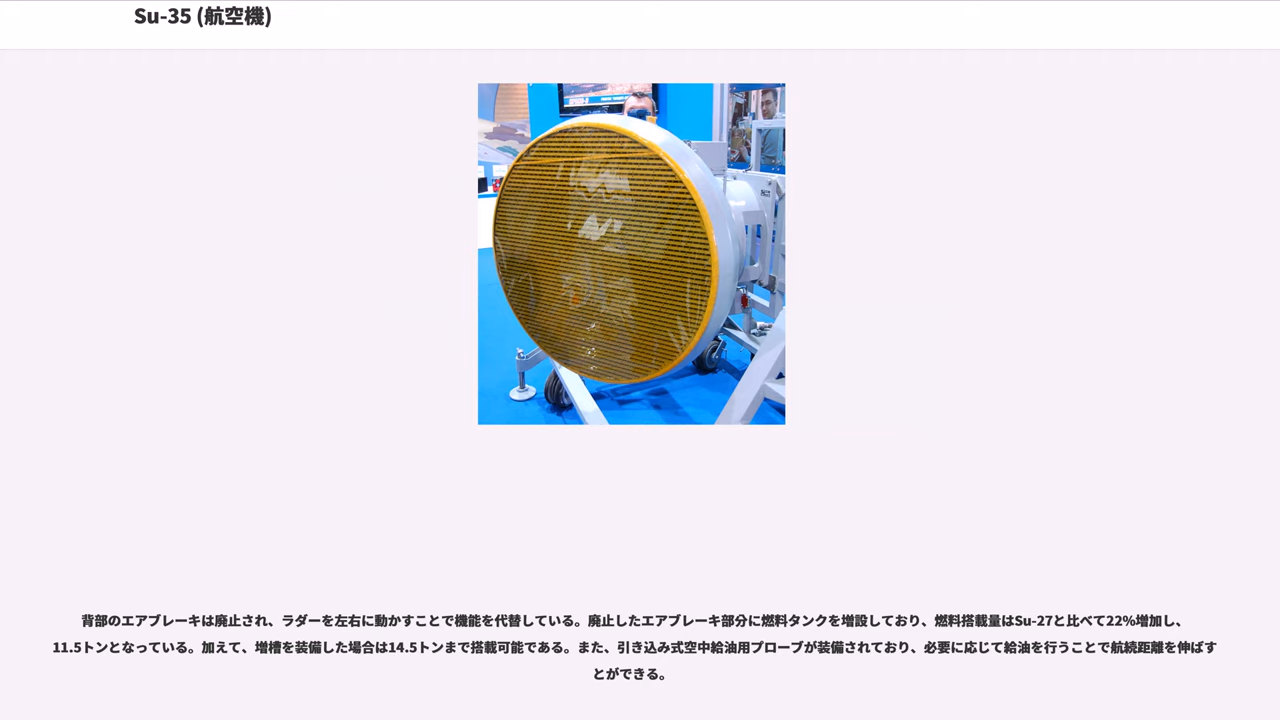 Su-35 (航空機)
背部のエアブレーキは廃止され、ラダーを左右に動かすことで機能を代替している。廃止したエアブレーキ部分に燃料タンクを増設しており、燃料搭載量はSu-27と比べて22%増加し、
11.5トンとなっている。加えて、増槽を装備した場合は14.5トンまで搭載可能である。また、引き込み式空中給油用プローブが装備されており、必要に応じて給油を行うことで航続距離を伸ばす
とができる。